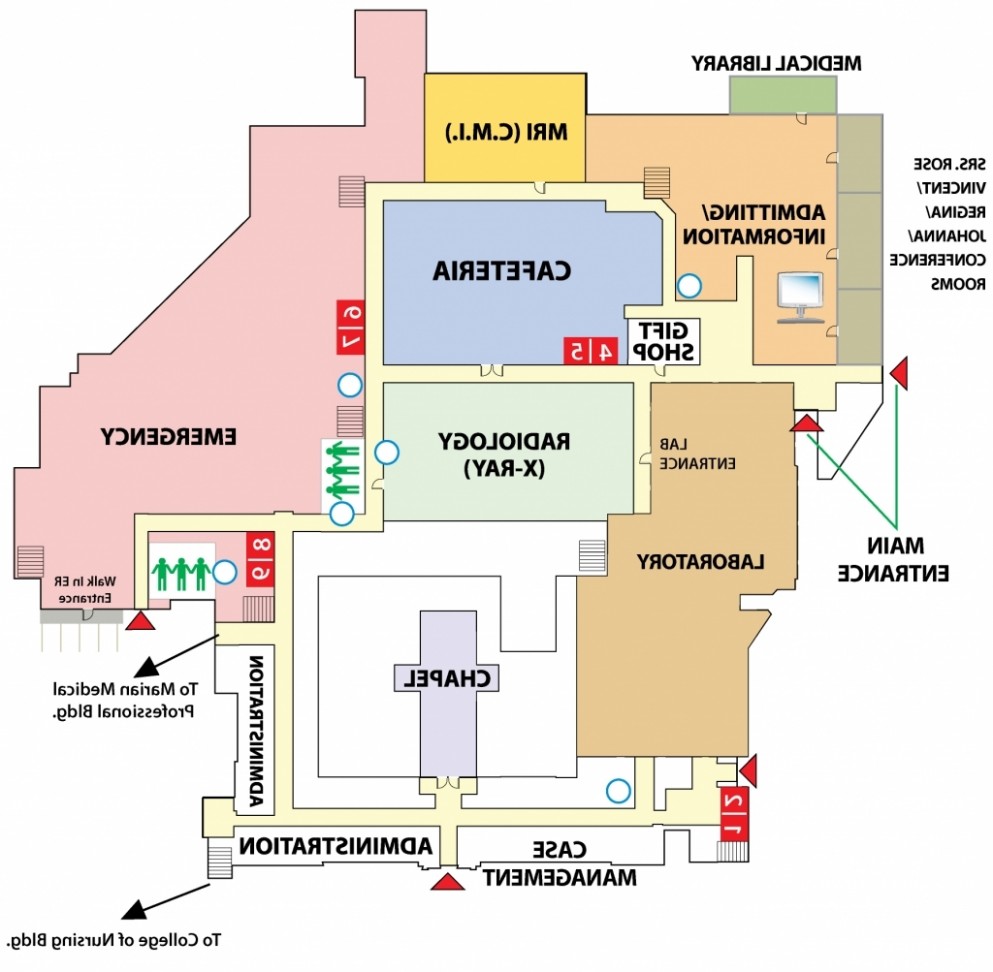 MEDICAL LIBRARY
MRI (C.M.I.)
SRS. ROSE
VINCENT/
REGINA/
JOHANNA/
CONFERENCE
ROOMS
ADMITTING/
INFORMATION
CAFETERIA
GIFT
SHOP
6|7
4|5
EMERGENCY
RADIOLOGY
(X-RAY)
LAB
ENTRANCE
MAIN
ENTRANCE
LABORATORY
8|9
Walk In ER
Entrance
To Marian Medical
Professional Bldg.
CHAPEL
ADMINISTRATION
1|2
ADMINISTRATION
CASE
MANAGEMENT
To College of Nursing Bldg.